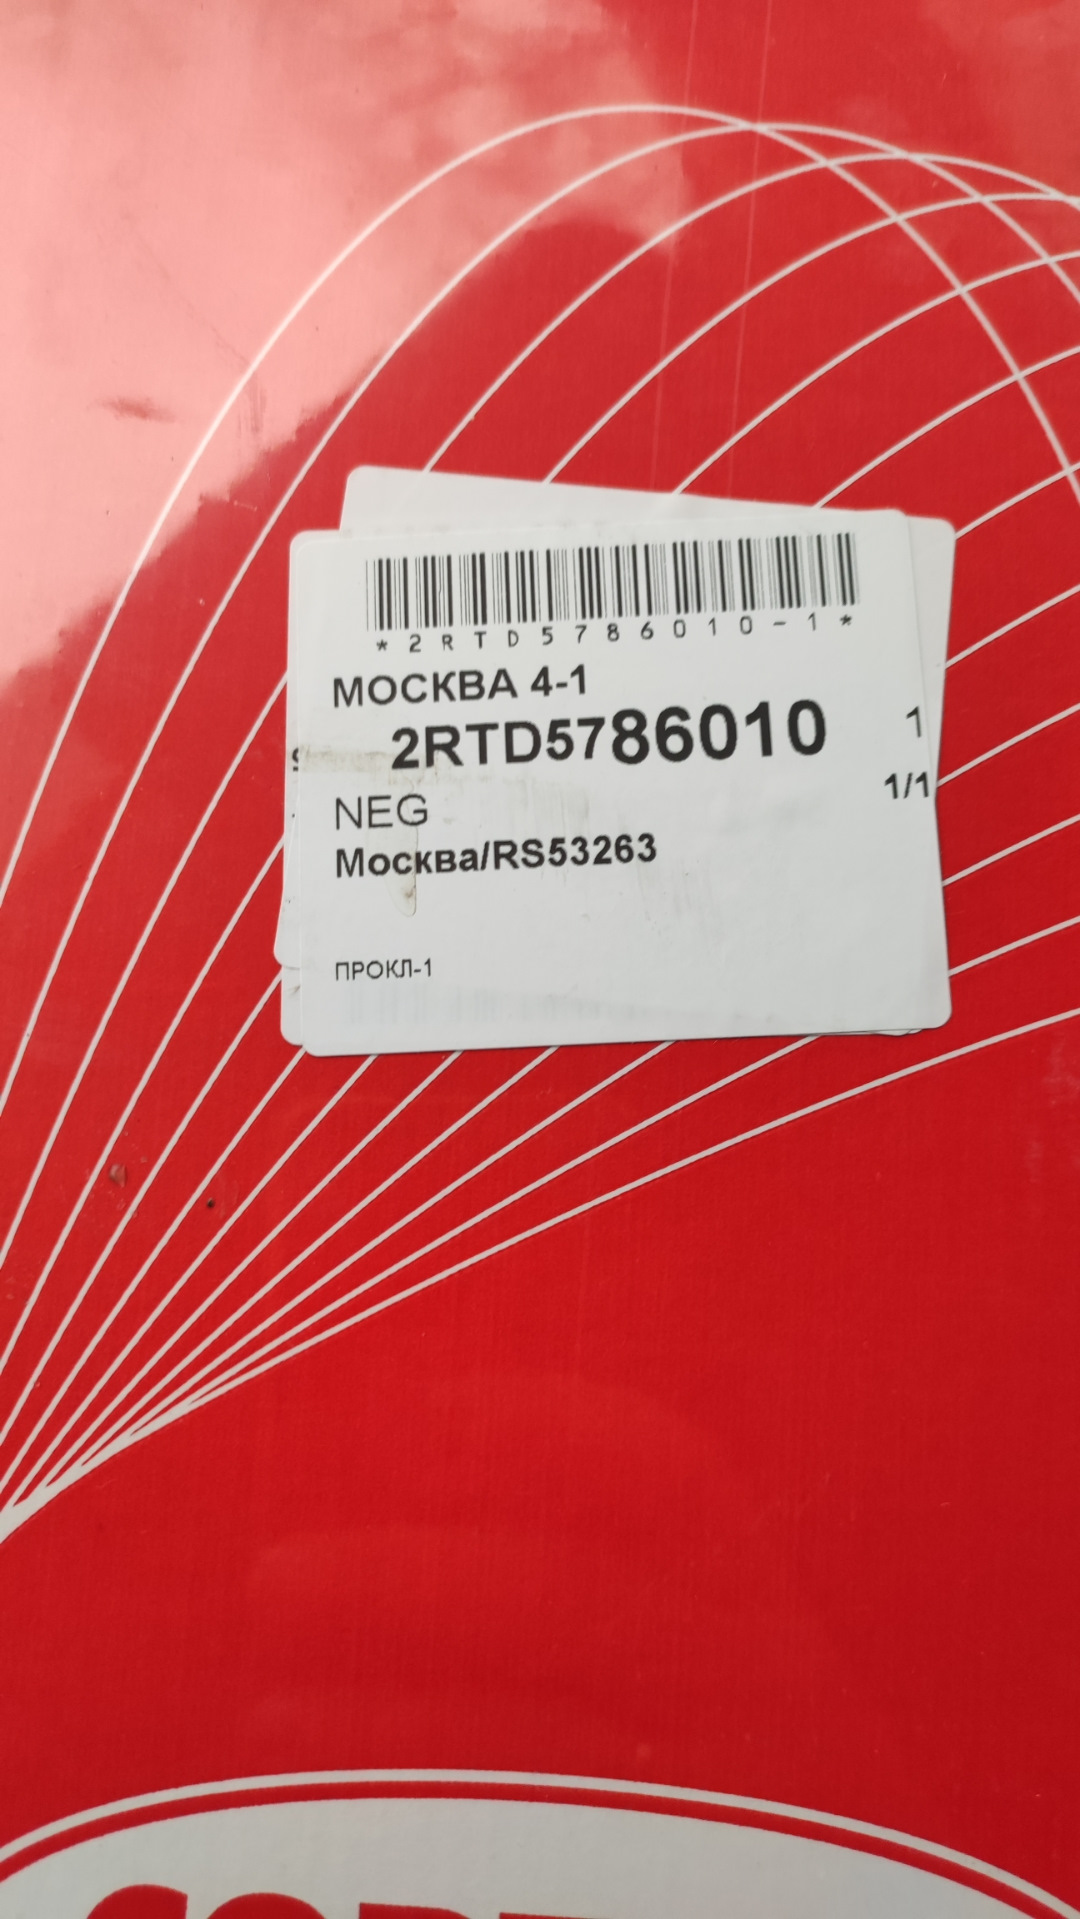 *2RTD5786010-1*
МОСКВА 4-1
2RTD5786010 1
1/1
NEG
Москва/RS53263
ПРОКЛ-1